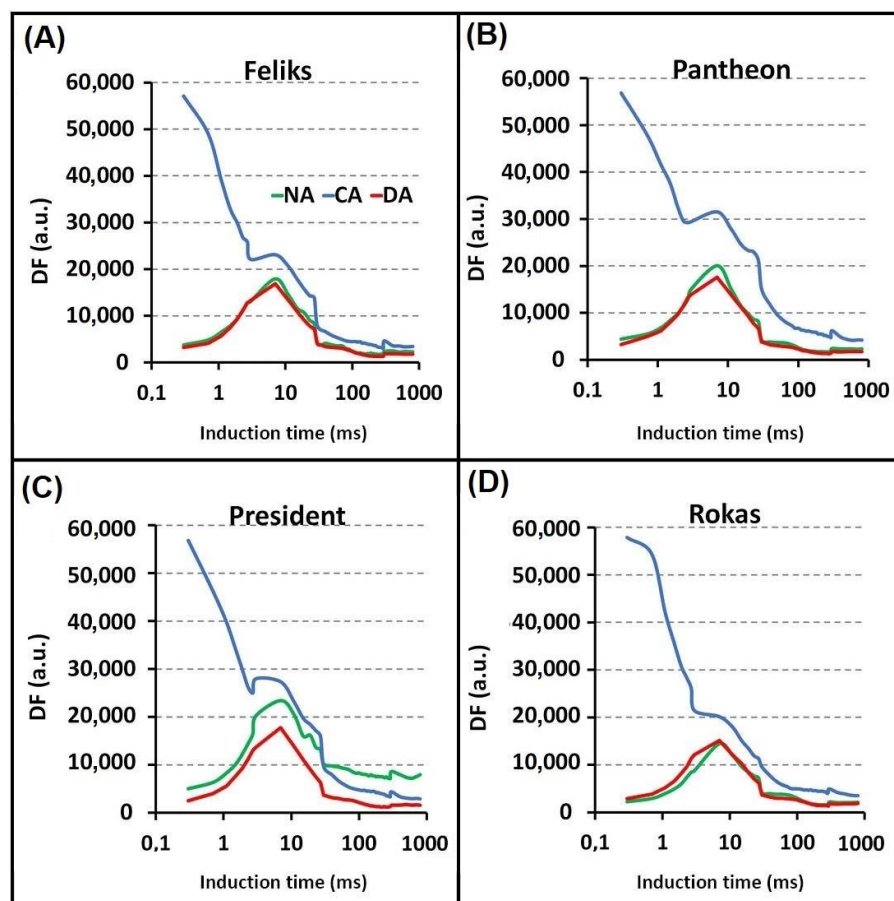 (A)
Feliks
60,000
50,000
40,000
30,000
20,000
10,000
0
DF (a.u.)
NA CA DA
0,1 1 10 100 1000
Induction time (ms)
(B)
Pantheon
60,000
50,000
40,000
30,000
20,000
10,000
0
DF (a.u.)
0,1 1 10 100 1000
Induction time (ms)
(C)
President
60,000
50,000
40,000
30,000
20,000
10,000
0
DF (a.u.)
0,1 1 10 100 1000
Induction time (ms)
(D)
Rokas
60,000
50,000
40,000
30,000
20,000
10,000
0
DF (a.u.)
0,1 1 10 100 1000
Induction time (ms)